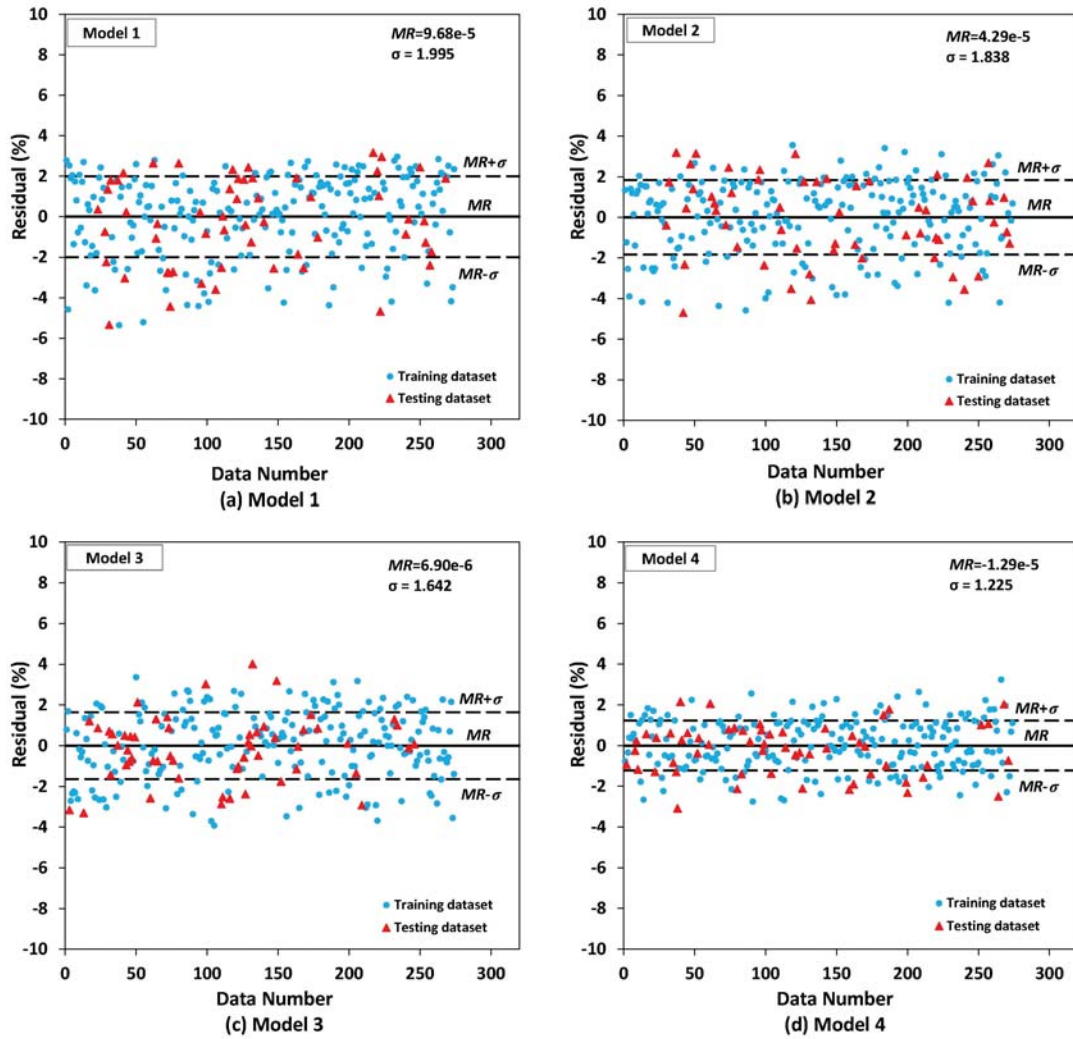 Model 1
MR=9.68e-5
σ = 1.995
10
8
6
4
2
0
-2
-4
-6
-8
-10
Residual (%)
MR+σ
MR
MR-σ
Training dataset
Testing dataset
0 50 100 150 200 250 300
Data Number
(a) Model 1
Model 2
MR=4.29e-5
σ = 1.838
10
8
6
4
2
0
-2
-4
-6
-8
-10
Residual (%)
MR+σ
MR
MR-σ
Training dataset
Testing dataset
0 50 100 150 200 250 300
Data Number
(b) Model 2
Model 3
MR=6.90e-6
σ = 1.642
10
8
6
4
2
0
-2
-4
-6
-8
-10
Residual (%)
MR+σ
MR
MR-σ
Training dataset
Testing dataset
0 50 100 150 200 250 300
Data Number
(c) Model 3
Model 4
MR=-1.29e-5
σ = 1.225
10
8
6
4
2
0
-2
-4
-6
-8
-10
Residual (%)
MR+σ
MR
MR-σ
Training dataset
Testing dataset
0 50 100 150 200 250 300
Data Number
(d) Model 4